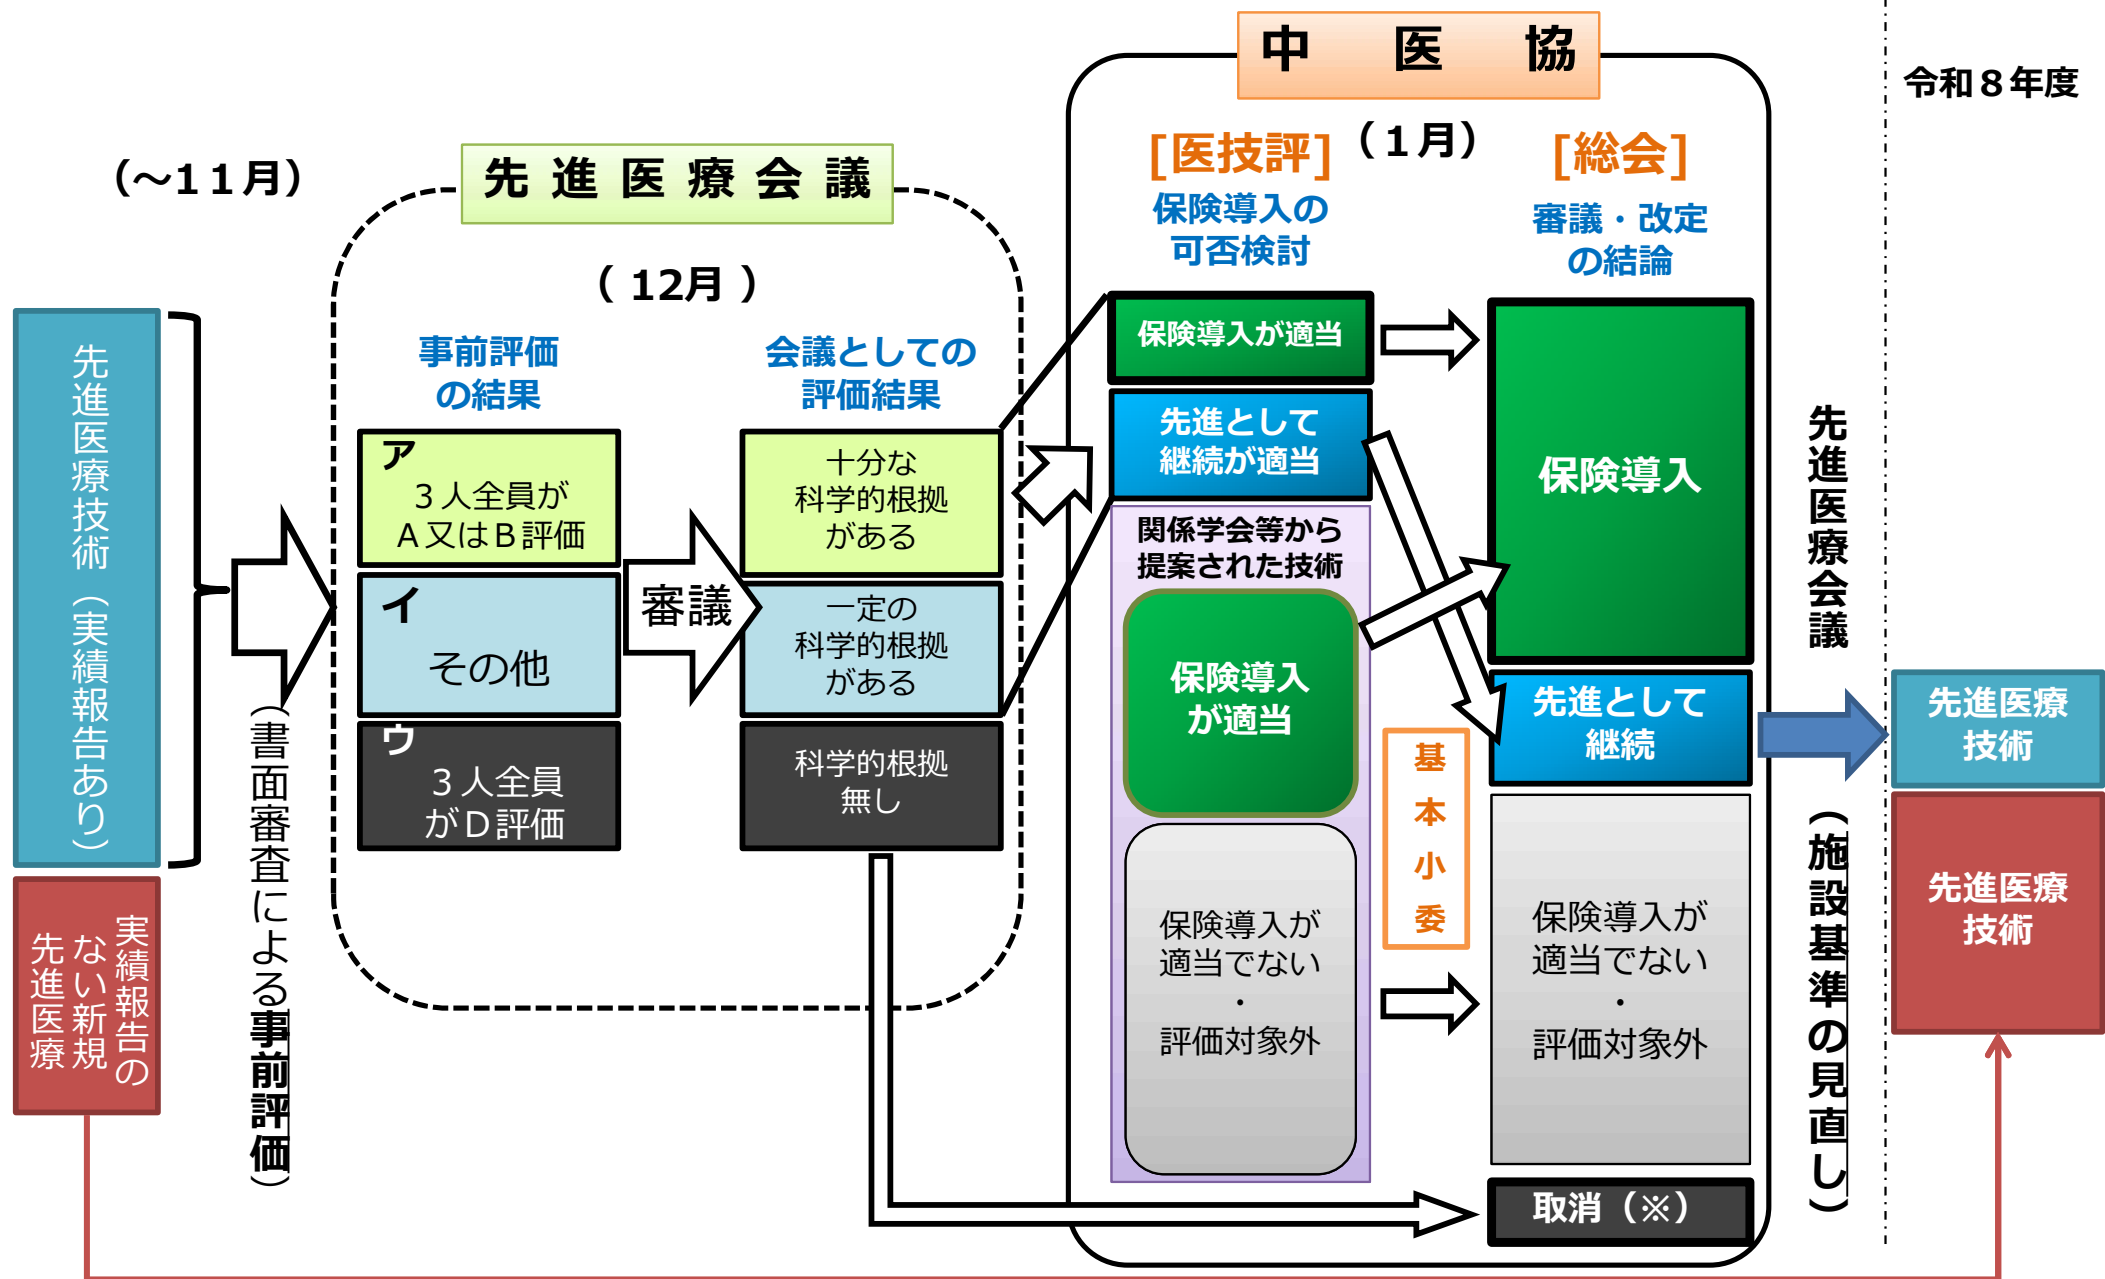 中 医 協
令和８年度
（～１１月）
先進医療会議
（ 12月 ）
[医技評]
（１月）
[総会]
保険導入の
可否検討
審議・改定
の結論
先進医療技術（実績報告あり）
実績報告の
ない新規
先進医療
（書面審査による事前評価）
事前評価
の結果
会議としての
評価結果
ア
３人全員が
Ａ又はＢ評価
イ
その他
ウ
３人全員
がＤ評価
審議
十分な
科学的根拠
がある
一定の
科学的根拠
がある
科学的根拠
無し
保険導入が適当
先進として
継続が適当
関係学会等から
提案された技術
保険導入
が適当
保険導入が
適当でない
・
評価対象外
基本小委
保険導入
先進として
継続
保険導入が
適当でない
・
評価対象外
取消（※）
先進医療会議
（施設基準の見直し）
先進医療
技術
先進医療
技術